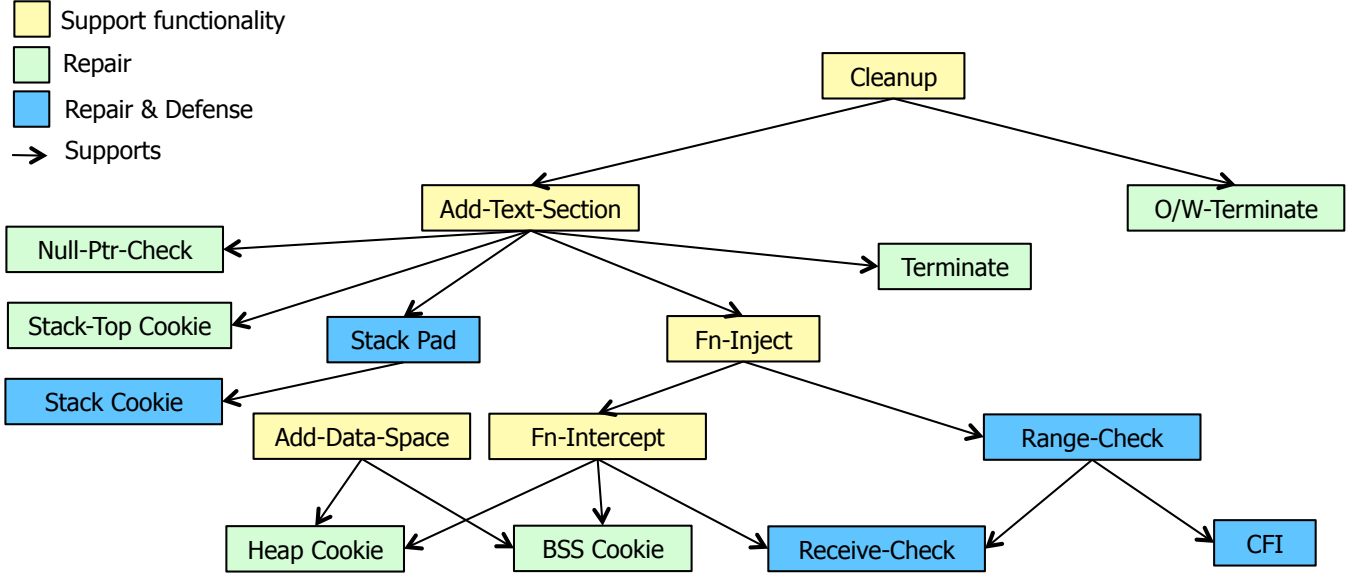 Support functionality
Repair
Repair & Defense
Supports
Cleanup
Add-Text-Section
O/W-Terminate
Null-Ptr-Check
Terminate
Stack-Top Cookie
Stack Pad
Fn-Inject
Stack Cookie
Add-Data-Space
Fn-Intercept
Range-Check
Heap Cookie
BSS Cookie
Receive-Check
CFI